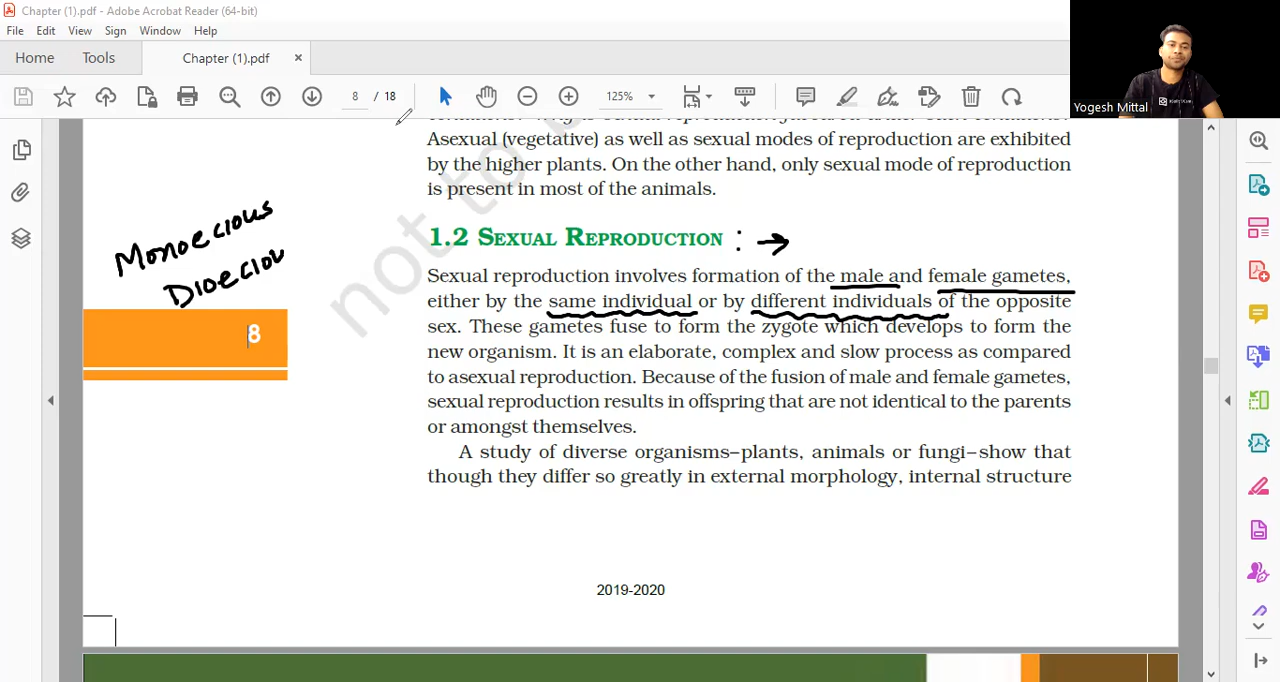 Chapter (1).pdf - Adobe Acrobat Reader (64-bit)
File Edit View Sign Window Help
Home Tools Chapter (1).pdf ×
8 / 18 125%
Yogesh Mittal
Asexual (vegetative) as well as sexual modes of reproduction are exhibited
by the higher plants. On the other hand, only sexual mode of reproduction
is present in most of the animals.
Monoecious
Dioeciou
8
not to b
1.2 SEXUAL REPRODUCTION : →
Sexual reproduction involves formation of the male and female gametes,
either by the same individual or by different individuals of the opposite
sex. These gametes fuse to form the zygote which develops to form the
new organism. It is an elaborate, complex and slow process as compared
to asexual reproduction. Because of the fusion of male and female gametes,
sexual reproduction results in offspring that are not identical to the parents
or amongst themselves.
A study of diverse organisms–plants, animals or fungi–show that
though they differ so greatly in external morphology, internal structure
2019-2020